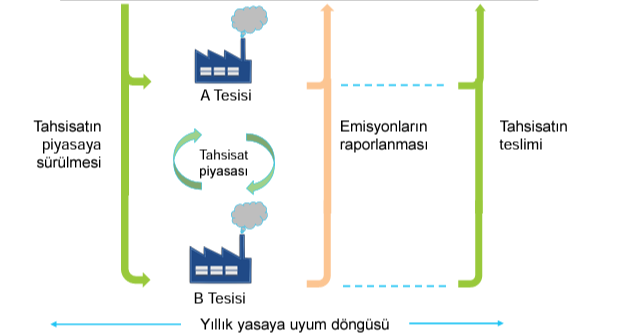 A Tesisi
Tahsisatın
piyasaya
sürülmesi
Tahsisat
piyasası
Emisyonların
raporlanması
Tahsisatın
teslimi
B Tesisi
Yıllık yasaya uyum döngüsü